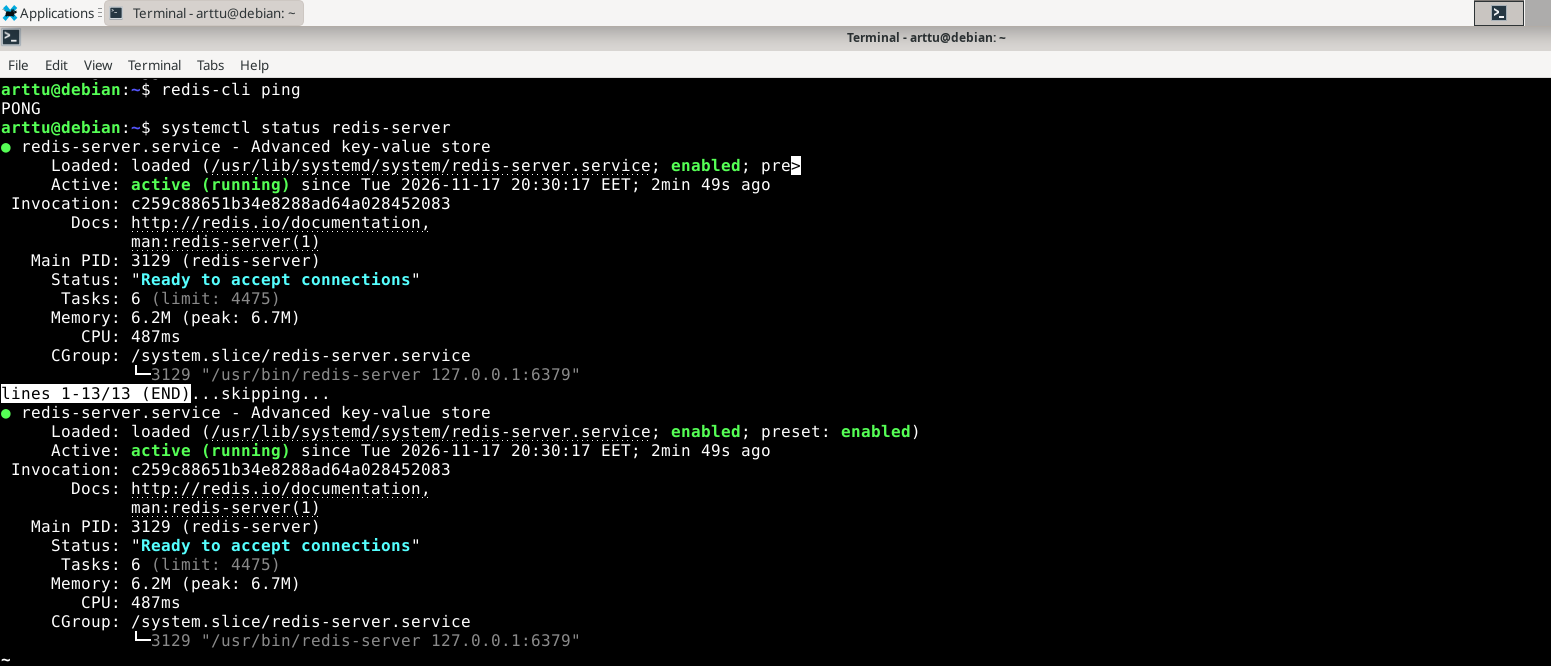 Applications Terminal - arttu@debian: ~
Terminal - arttu@debian: ~
File Edit View Terminal Tabs Help
arttu@debian:~$ redis-cli ping
PONG
arttu@debian:~$ systemctl status redis-server
● redis-server.service - Advanced key-value store
     Loaded: loaded (/usr/lib/systemd/system/redis-server.service; enabled; pre>
     Active: active (running) since Tue 2026-11-17 20:30:17 EET; 2min 49s ago
 Invocation: c259c88651b34e8288ad64a028452083
       Docs: http://redis.io/documentation,
             man:redis-server(1)
   Main PID: 3129 (redis-server)
     Status: "Ready to accept connections"
      Tasks: 6 (limit: 4475)
     Memory: 6.2M (peak: 6.7M)
        CPU: 487ms
     CGroup: /system.slice/redis-server.service
             └─3129 "/usr/bin/redis-server 127.0.0.1:6379"
lines 1-13/13 (END)...skipping...
● redis-server.service - Advanced key-value store
     Loaded: loaded (/usr/lib/systemd/system/redis-server.service; enabled; preset: enabled)
     Active: active (running) since Tue 2026-11-17 20:30:17 EET; 2min 49s ago
 Invocation: c259c88651b34e8288ad64a028452083
       Docs: http://redis.io/documentation,
             man:redis-server(1)
   Main PID: 3129 (redis-server)
     Status: "Ready to accept connections"
      Tasks: 6 (limit: 4475)
     Memory: 6.2M (peak: 6.7M)
        CPU: 487ms
     CGroup: /system.slice/redis-server.service
             └─3129 "/usr/bin/redis-server 127.0.0.1:6379"
~